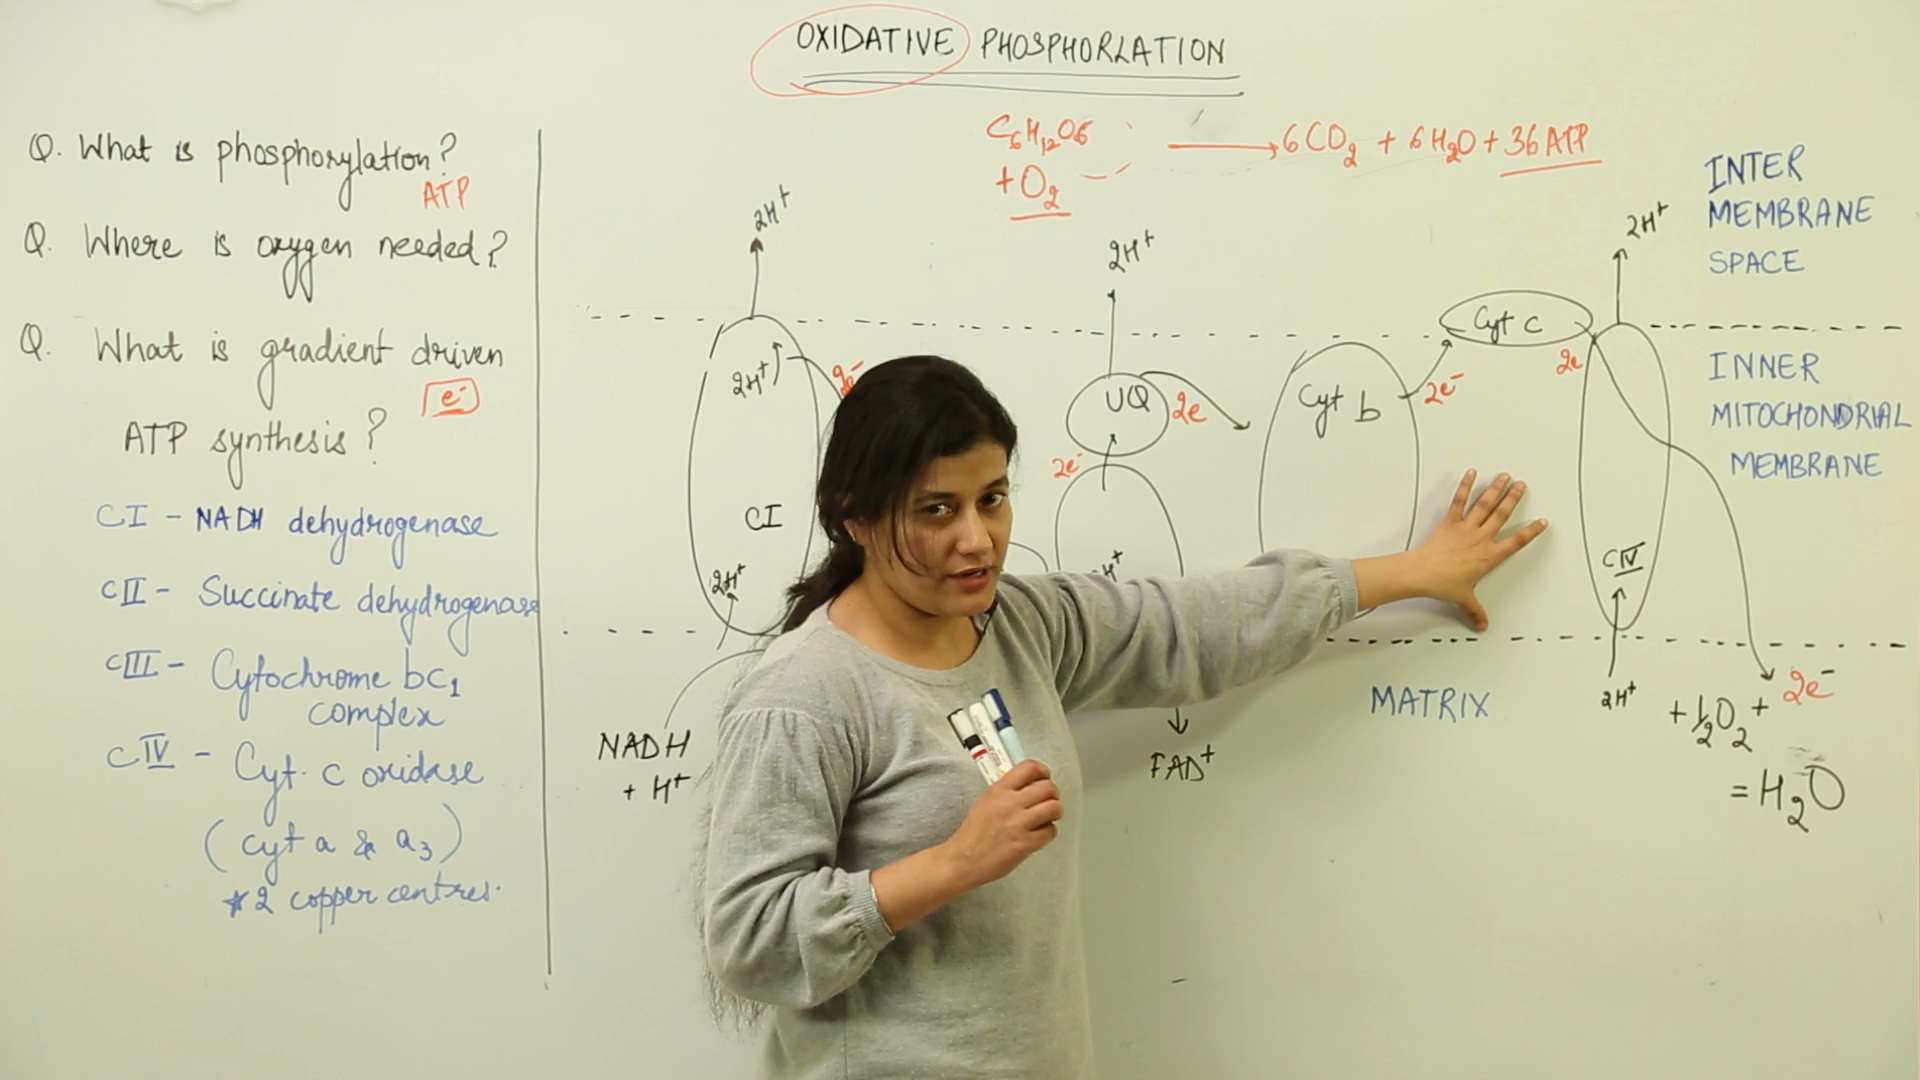 OXIDATIVE PHOSPHORLATION
C6H12O6
+ O2
→ 6CO2 + 6H2O + 36 ATP
Q. What is phosphorylation?
ATP
Q. Where is oxygen needed?
Q. What is gradient driven
e-
ATP synthesis?
CI - NADH dehydrogenase
CII - Succinate dehydrogenase
CIII - Cytochrome bc1
complex
CIV - Cyt. c oxidase
(cyt a & a3)
* 2 copper centres.
2H+
2H+
2e-
CI
2H+
NADH
+ H+
2H+
UQ
2e
2e-
H+
FAD+
Cyt b
2e-
Cyt c
2e
2H+
CIV
2H+
+ 1/2O2 + 2e-
= H2O
INTER
MEMBRANE
SPACE
INNER
MITOCHONDRIAL
MEMBRANE
MATRIX